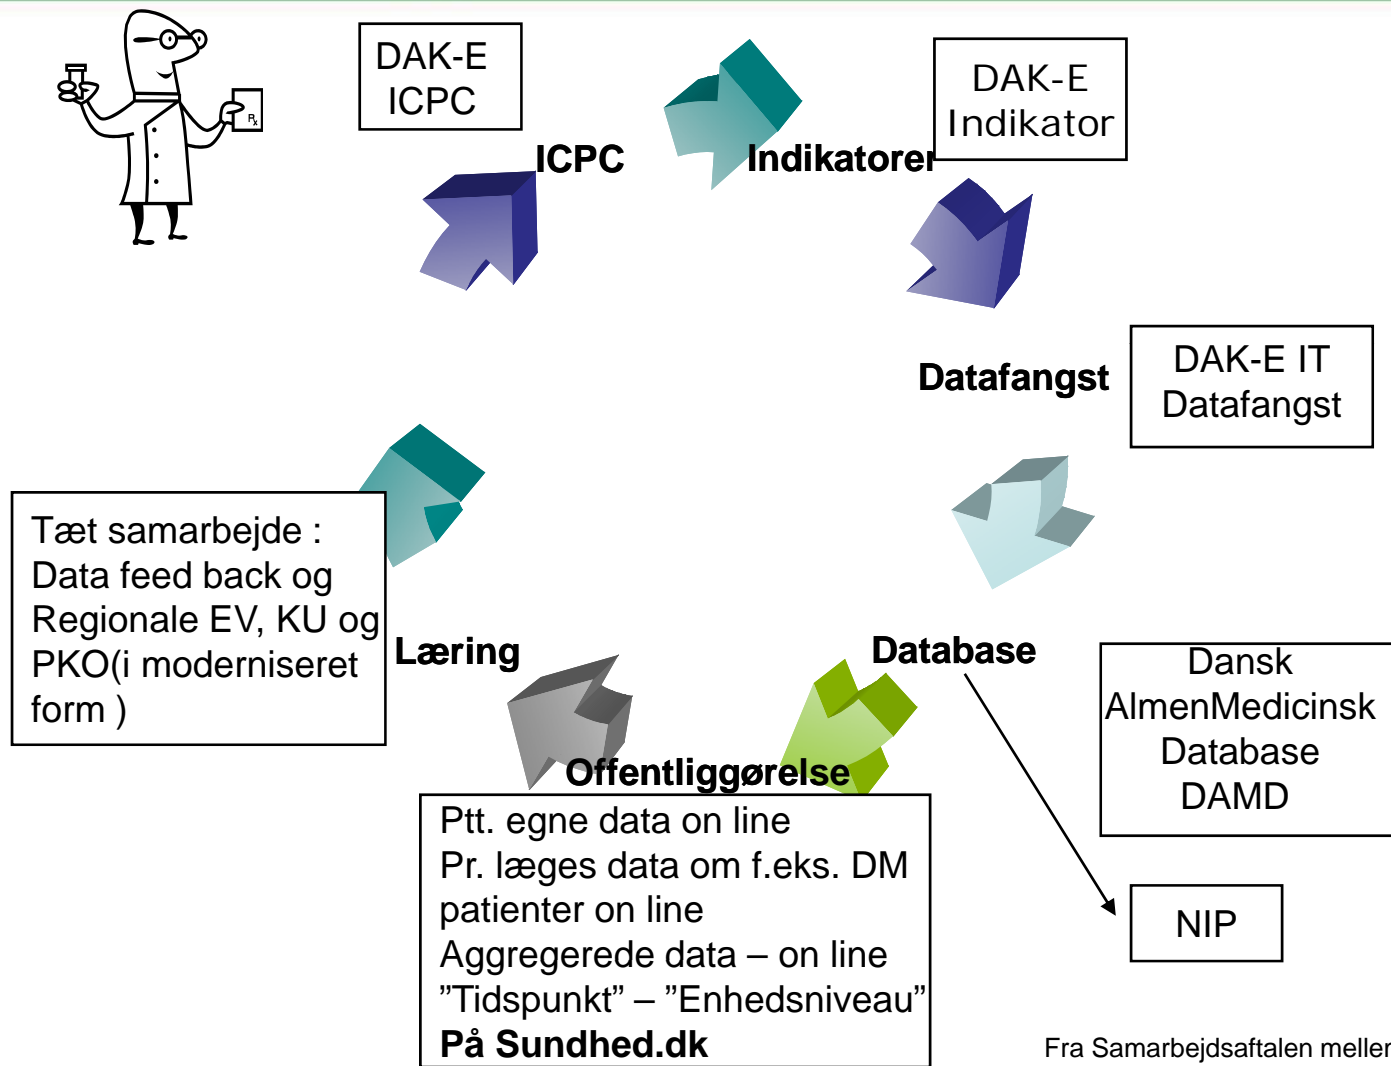 DAK-E
ICPC
DAK-E
Indikator
ICPC
Indikatorer
Rx
Datafangst
DAK-E IT
Datafangst
Tæt samarbejde :
Data feed back og
Regionale EV, KU og
PKO(i moderniseret
form )
Læring
Database
Dansk
AlmenMedicinsk
Database
DAMD
Offentliggørelse
Ptt. egne data on line
Pr. læges data om f.eks. DM
patienter on line
Aggregerede data – on line
”Tidspunkt” – ”Enhedsniveau”
På Sundhed.dk
NIP
Fra Samarbejdsaftalen meller